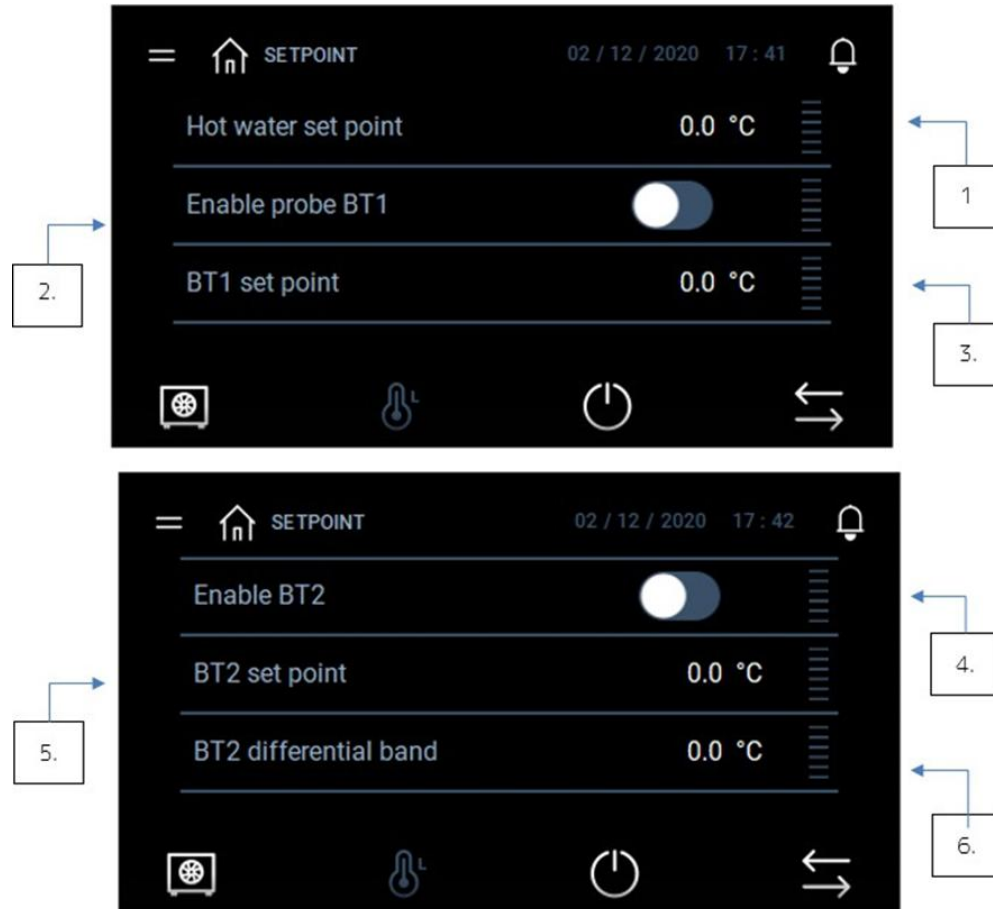 SETPOINT 02 / 12 / 2020 17 : 41
Hot water set point 0.0 °C
1
Enable probe BT1
2.
BT1 set point 0.0 °C
3.
L
SETPOINT 02 / 12 / 2020 17 : 42
Enable BT2
4.
BT2 set point 0.0 °C
5.
BT2 differential band 0.0 °C
6.
L